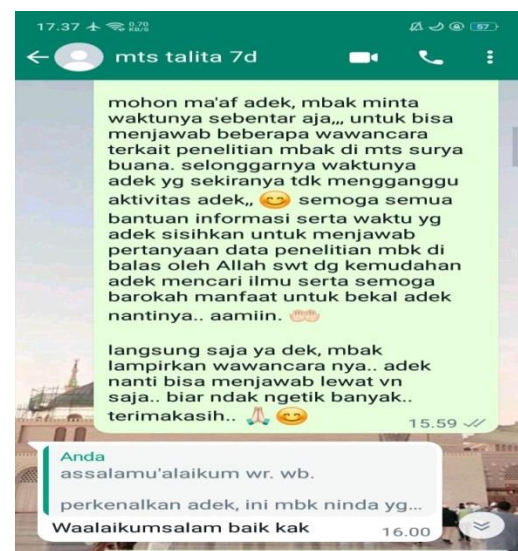 17.37 0,70 KB/S 57
mts talita 7d
mohon ma'af adek, mbak minta
waktunya sebentar aja,,, untuk bisa
menjawab beberapa wawancara
terkait penelitian mbak di mts surya
buana. selonggarnya waktunya
adek yg sekiranya tdk mengganggu
aktivitas adek,, 😊 semoga semua
bantuan informasi serta waktu yg
adek sisihkan untuk menjawab
pertanyaan data penelitian mbk di
balas oleh Allah swt dg kemudahan
adek mencari ilmu serta semoga
barokah manfaat untuk bekal adek
nantinya.. aamiin. 🤲🏻
langsung saja ya dek, mbak
lampirkan wawancara nya.. adek
nanti bisa menjawab lewat vn
saja.. biar ndak ngetik banyak..
terimakasih.. 🙏🏻 😊 15.59
Anda
assalamu'alaikum wr. wb.
perkenalkan adek, ini mbk ninda yg...
Waalaikumsalam baik kak 16.00